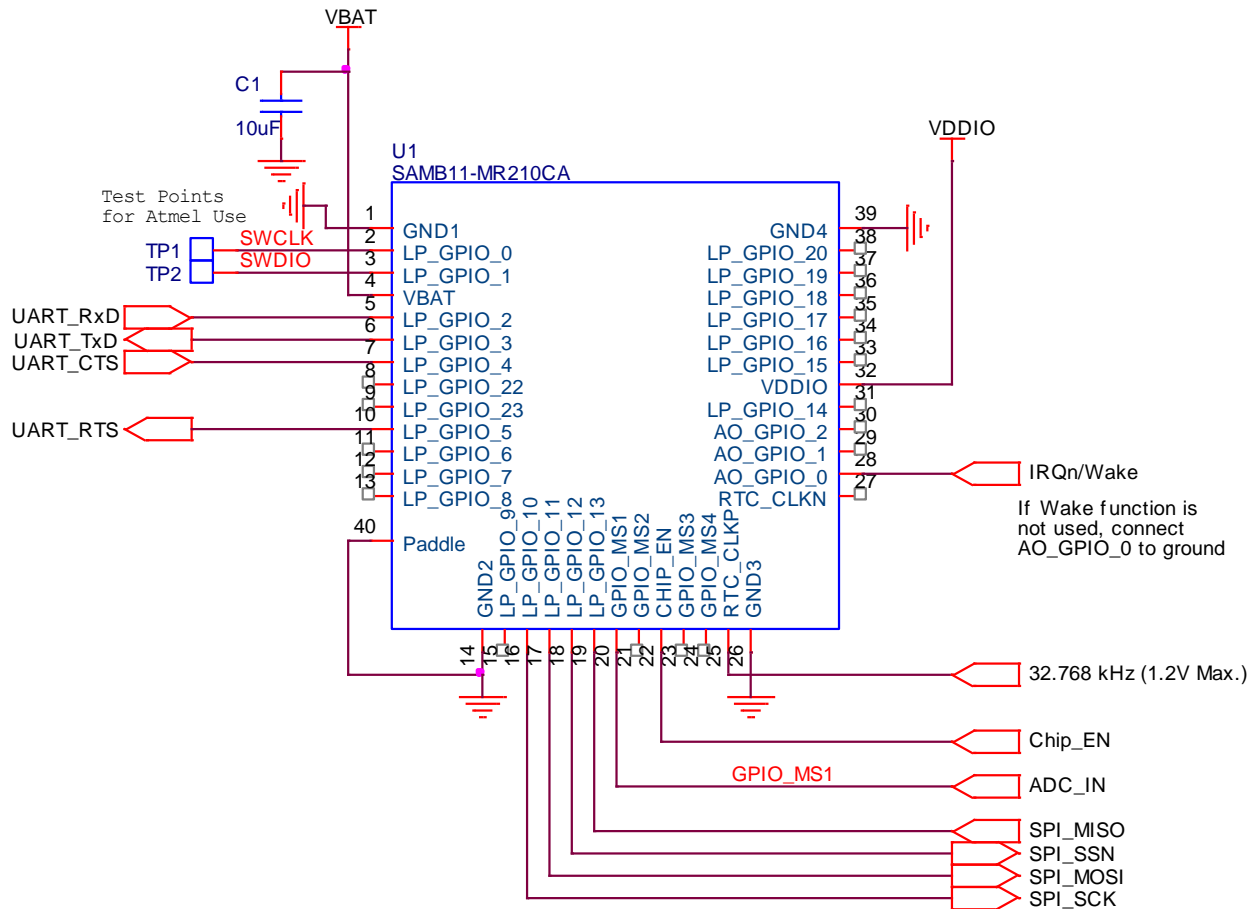 VBAT
C1
10uF
VDDIO
U1
SAMB11-MR210CA
Test Points
for Atmel Use
TP1
SWCLK
TP2
SWDIO
UART_RxD
UART_TxD
UART_CTS
UART_RTS
1
GND1
2
LP_GPIO_0
3
LP_GPIO_1
4
VBAT
5
LP_GPIO_2
6
LP_GPIO_3
7
LP_GPIO_4
8
LP_GPIO_22
9
LP_GPIO_23
10
LP_GPIO_5
11
LP_GPIO_6
12
LP_GPIO_7
13
LP_GPIO_8
40
Paddle
39
GND4
38
LP_GPIO_20
37
LP_GPIO_19
36
LP_GPIO_18
35
LP_GPIO_17
34
LP_GPIO_16
33
LP_GPIO_15
32
VDDIO
31
LP_GPIO_14
30
AO_GPIO_2
29
AO_GPIO_1
28
AO_GPIO_0
27
RTC_CLKN
IRQn/Wake
If Wake function is
not used, connect
AO_GPIO_0 to ground
GND2
LP_GPIO_9
LP_GPIO_10
LP_GPIO_11
LP_GPIO_12
LP_GPIO_13
GPIO_MS1
GPIO_MS2
CHIP_EN
GPIO_MS3
GPIO_MS4
RTC_CLKP
GND3
14
15
16
17
18
19
20
21
22
23
24
25
26
32.768 kHz (1.2V Max.)
Chip_EN
GPIO_MS1
ADC_IN
SPI_MISO
SPI_SSN
SPI_MOSI
SPI_SCK